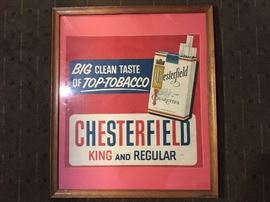 BIG CLEAN TASTE
OF TOP-TOBACCO
Chesterfield
CIGARETTES
CHESTERFIELD
KING AND REGULAR